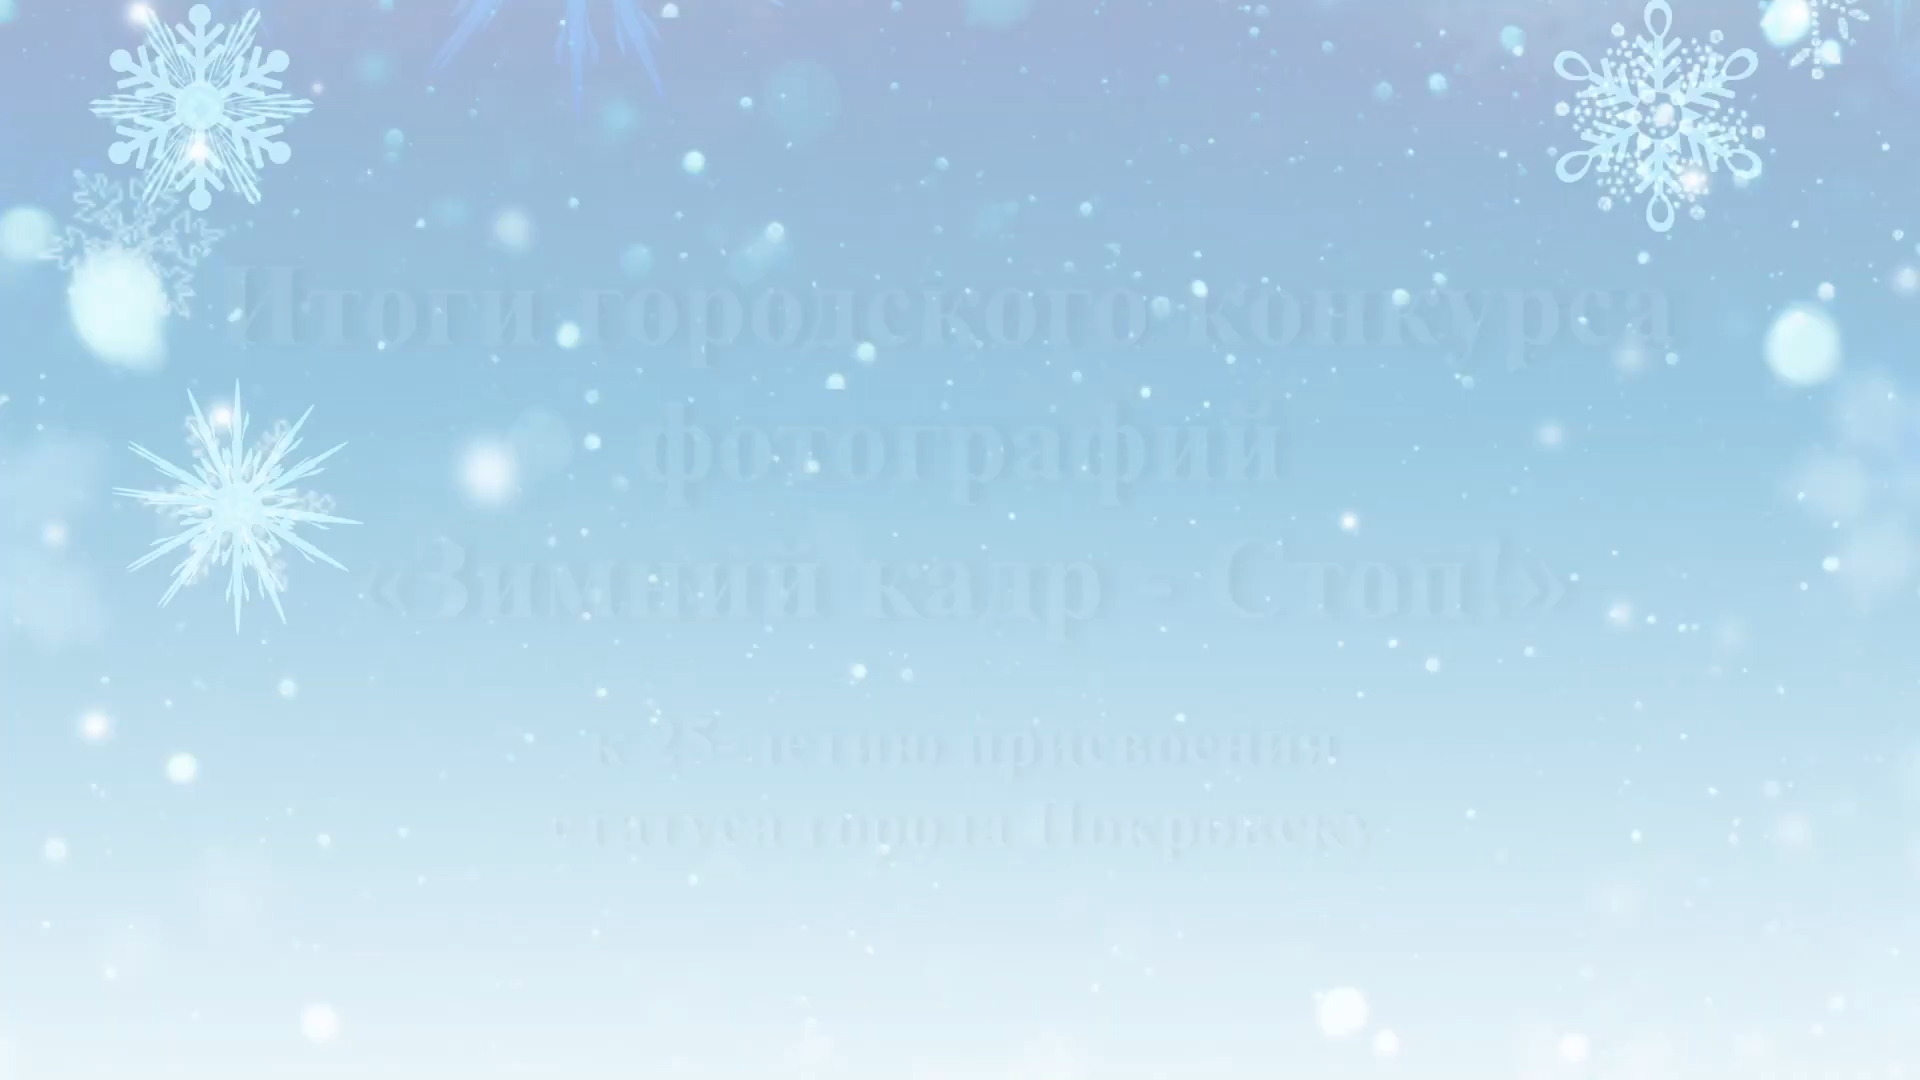 Итоги городского конкурса
фотографий
«Зимний кадр - Стоп!»
к 25-летию присвоения
статуса города Покровску